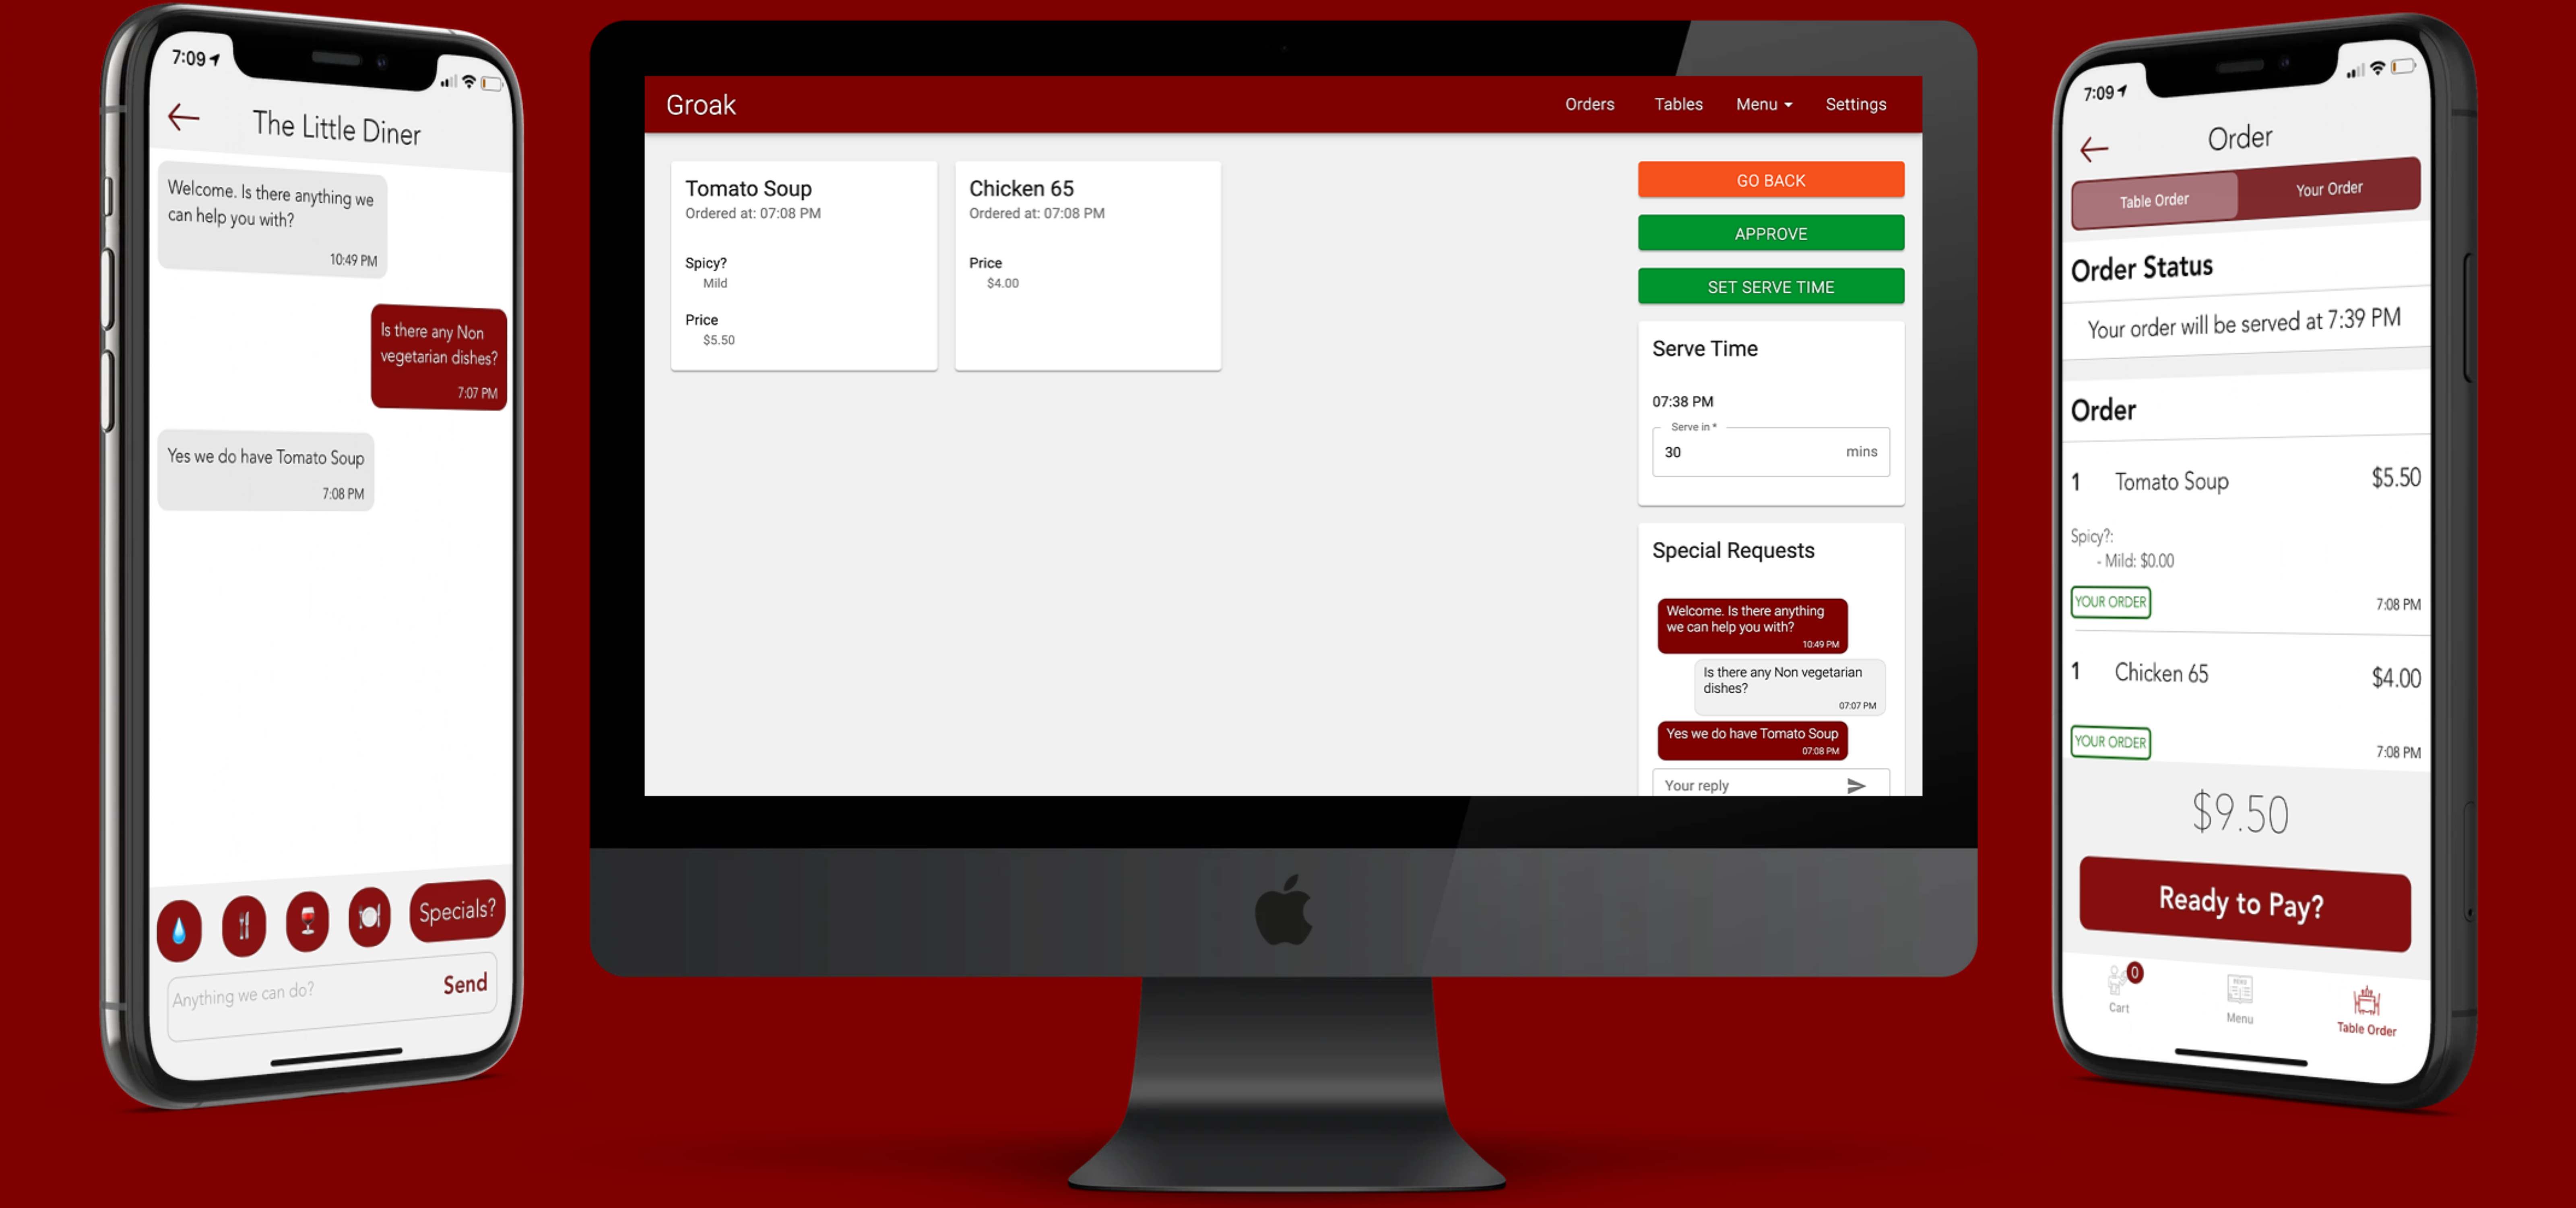 7:09
The Little Diner
Welcome. Is there anything we
can help you with?
10:49 PM
Is there any Non
vegetarian dishes?
7:07 PM
Yes we do have Tomato Soup
7:08 PM
Specials?
Anything we can do?
Send
Groak
Orders
Tables
Menu
Settings
Tomato Soup
Ordered at: 07:08 PM
Spicy?
Mild
Price
$5.50
Chicken 65
Ordered at: 07:08 PM
Price
$4.00
GO BACK
APPROVE
SET SERVE TIME
Serve Time
07:38 PM
Serve in *
30 mins
Special Requests
Welcome. Is there anything
we can help you with?
10:49 PM
Is there any Non vegetarian
dishes?
07:07 PM
Yes we do have Tomato Soup
07:08 PM
Your reply
7:09
Order
Table Order
Your Order
Order Status
Your order will be served at 7:39 PM
Order
1 Tomato Soup $5.50
Spicy?:
- Mild: $0.00
YOUR ORDER
7:08 PM
1 Chicken 65 $4.00
YOUR ORDER
7:08 PM
$9.50
Ready to Pay?
0
Cart
MENU
Menu
Table Order